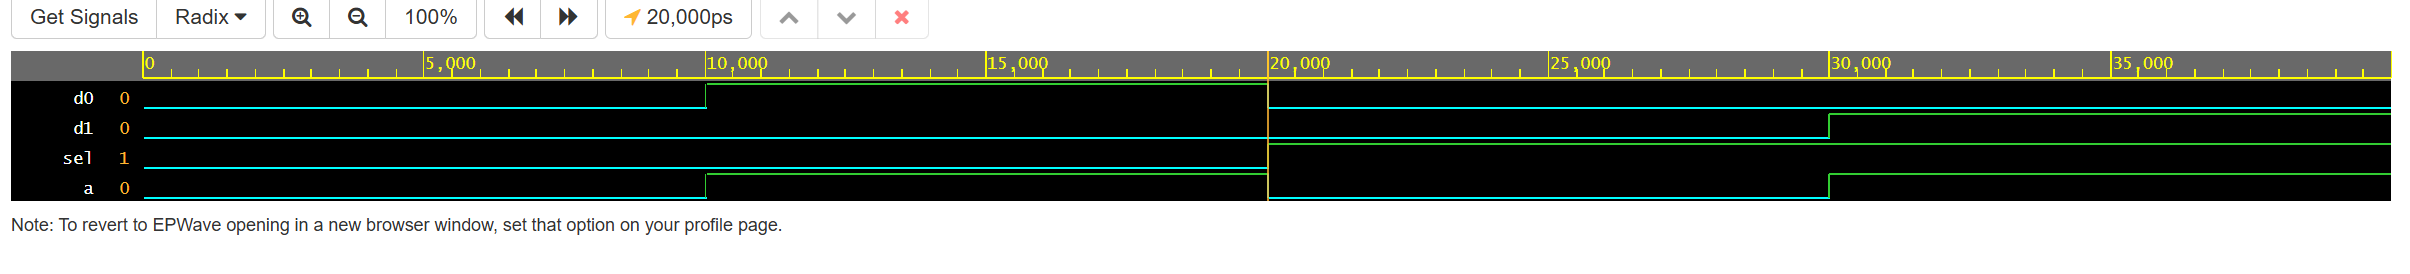 Get Signals Radix 100% 20,000ps
0 5,000 10,000 15,000 20,000 25,000 30,000 35,000
d0 0
d1 0
sel 1
a 0
Note: To revert to EPWave opening in a new browser window, set that option on your profile page.